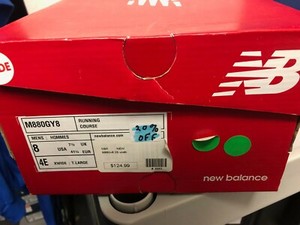 DE
NB
M880GY8
RUNNING
COURSE
newbalance.com
20%
OFF
MENS HOMMES
8 USA 7½ UK
41½ EUR
4E XWIDE T.LARGE
$124.99
new balance